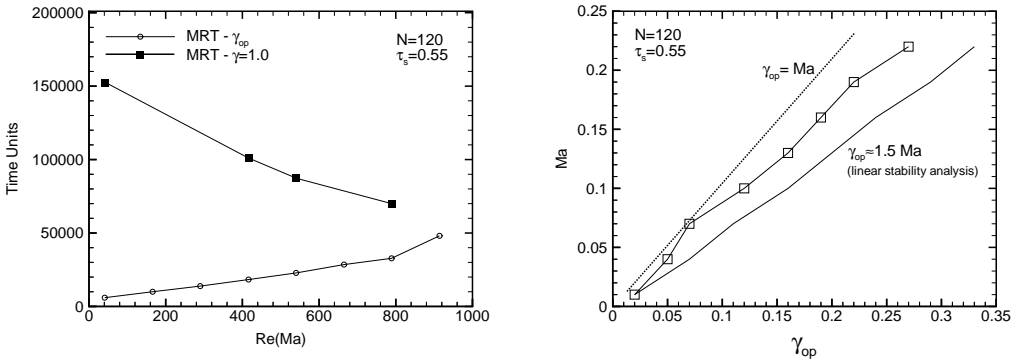 MRT - γop
MRT - γ=1.0
N=120
τs=0.55
200000
150000
100000
50000
0
0 200 400 600 800 1000
Time Units
Re(Ma)
N=120
τs=0.55
γop= Ma
γop≈1.5 Ma
(linear stability analysis)
0.25
0.2
0.15
0.1
0.05
0
0 0.05 0.1 0.15 0.2 0.25 0.3 0.35
Ma
γop